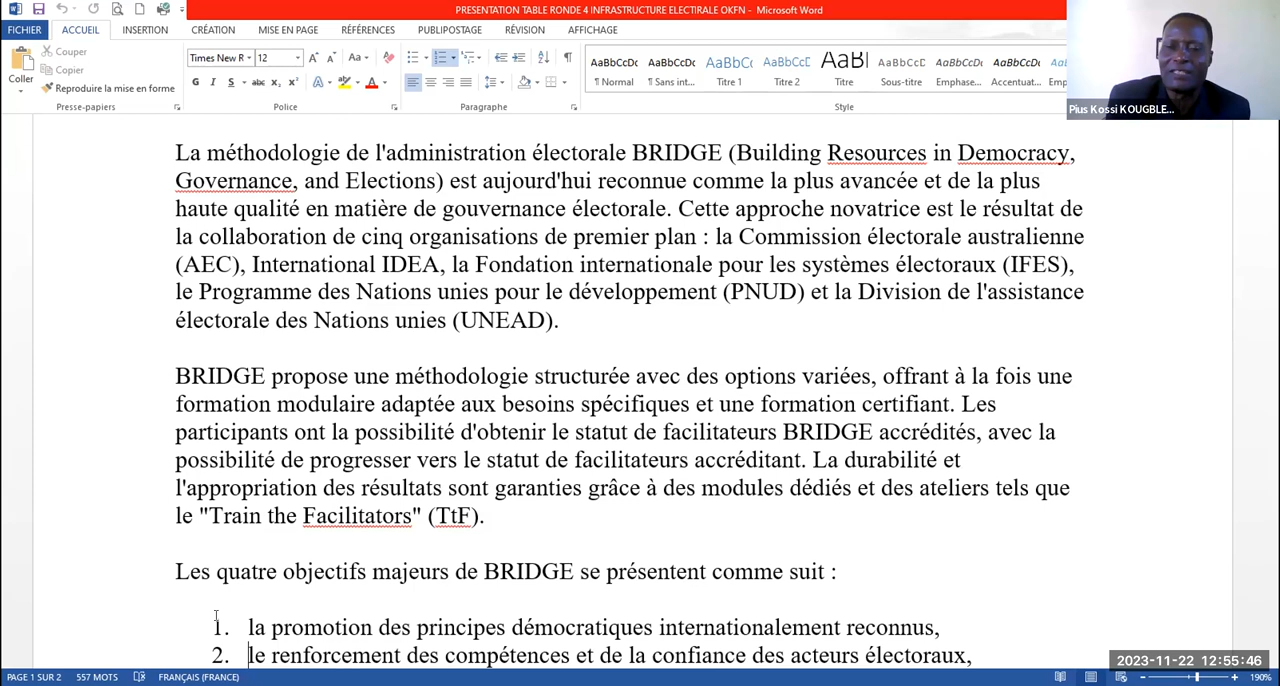 PRESENTATION TABLE RONDE 4 INFRASTRUCTURE ELECTIRALE OKFN - Microsoft Word
FICHIER ACCUEIL INSERTION CRÉATION MISE EN PAGE RÉFÉRENCES PUBLIPOSTAGE RÉVISION AFFICHAGE
Coller
Couper
Copier
Reproduire la mise en forme
Presse-papiers
Times New R 12 Aa
G I S abc x₂ x² A A
Police
Paragraphe
AaBbCcDc AaBbCcDc AaBbCc AaBbCcC AaBl AaBbCcD AaBbCcDc AaBbCcDc
¶ Normal ¶ Sans int... Titre 1 Titre 2 Titre Sous-titre Emphase... Accentuat...
Style
Pius Kossi KOUGBLE...
La méthodologie de l'administration électorale BRIDGE (Building Resources in Democracy,
Governance, and Elections) est aujourd'hui reconnue comme la plus avancée et de la plus
haute qualité en matière de gouvernance électorale. Cette approche novatrice est le résultat de
la collaboration de cinq organisations de premier plan : la Commission électorale australienne
(AEC), International IDEA, la Fondation internationale pour les systèmes électoraux (IFES),
le Programme des Nations unies pour le développement (PNUD) et la Division de l'assistance
électorale des Nations unies (UNEAD).
BRIDGE propose une méthodologie structurée avec des options variées, offrant à la fois une
formation modulaire adaptée aux besoins spécifiques et une formation certifiant. Les
participants ont la possibilité d'obtenir le statut de facilitateurs BRIDGE accrédités, avec la
possibilité de progresser vers le statut de facilitateurs accréditant. La durabilité et
l'appropriation des résultats sont garanties grâce à des modules dédiés et des ateliers tels que
le "Train the Facilitators" (TtF).
Les quatre objectifs majeurs de BRIDGE se présentent comme suit :
1. la promotion des principes démocratiques internationalement reconnus,
2. le renforcement des compétences et de la confiance des acteurs électoraux,
2023-11-22 12:55:46
PAGE 1 SUR 2 557 MOTS FRANÇAIS (FRANCE) 190%